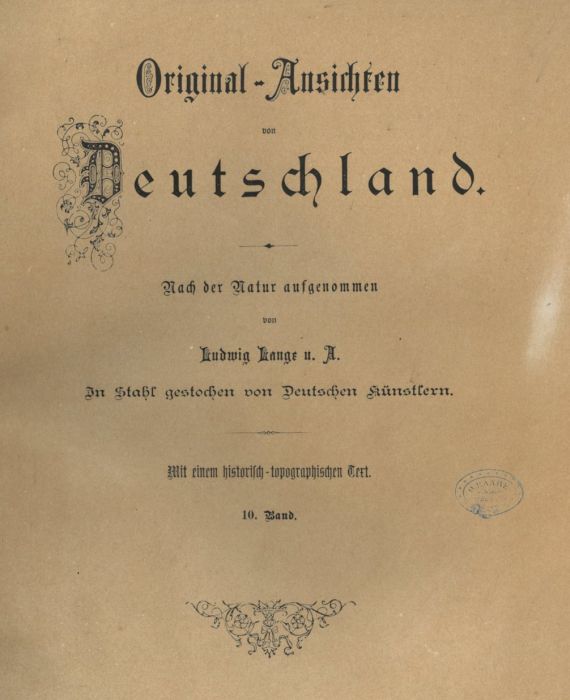 Original-Ansichten
von
Deutschland.
Nach der Natur aufgenommen
von
Ludwig Lange u. A.
In Stahl gestochen von Deutschen Künstlern.
Mit einem historisch-topographischen Text.
10. Band.